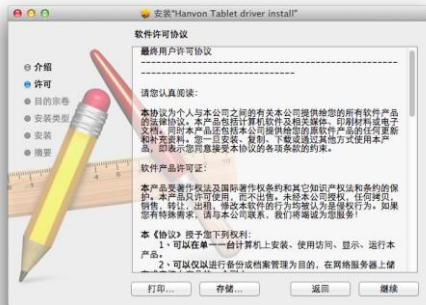 安装"Hanvon Tablet driver install"
软件许可协议
介绍
许可
目的宗卷
安装类型
安装
摘要
最终用户许可协议
----------------------------------------------------------------
--------------------------------------
请您认真阅读：
本协议为个人与本公司之间的有关本公司提供给您的所有软件产品
的法律协议。本产品包括计算机软件及相关媒体、印刷材料或电子
文档。同时本产品还包括本公司提供给您的原软件产品的任何更新
和补充资料。您一旦安装、复制、下载或通过其他方式使用本产
品，即表示您同意接受本协议的各项条款的约束。
软件产品许可证：
本产品受著作权法及国际著作权条约和其它知识产权法和条约的保
护。本产品只许可使用，而不出售。未经本公司授权，任何拷贝，
销售，转让，出租，修改本软件的行为均被认为是侵权行为。如果
您有特殊需求，请与本公司联系，我们将竭诚为您服务！
本《协议》授予您下列权利：
1、可以在单一一台计算机上安装、使用访问、显示、运行本
产品。
2、可以仅以进行备份或档案管理为目的，在网络服务器上储
打印...
存储...
返回
继续